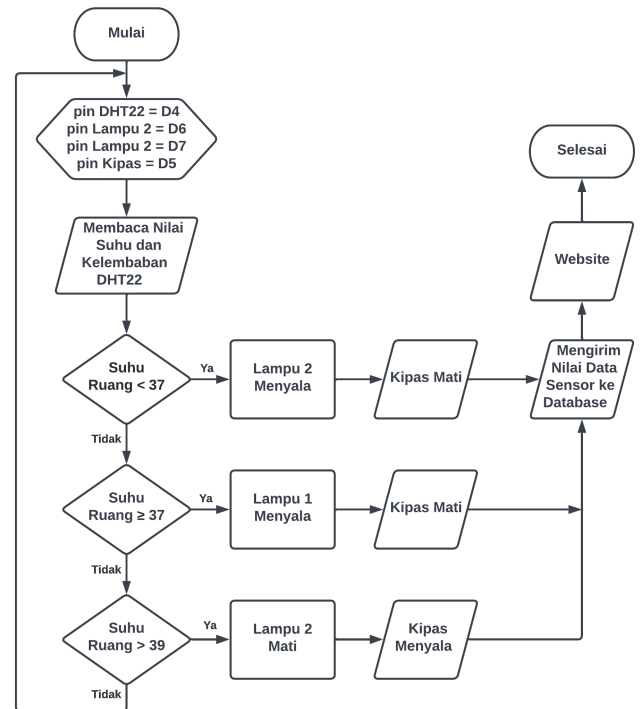 Mulai
pin DHT22 = D4
pin Lampu 2 = D6
pin Lampu 2 = D7
pin Kipas = D5
Membaca Nilai
Suhu dan
Kelembaban
DHT22
Suhu
Ruang < 37
Ya
Lampu 2
Menyala
Kipas Mati
Mengirim
Nilai Data
Sensor ke
Database
Website
Selesai
Tidak
Suhu
Ruang ≥ 37
Ya
Lampu 1
Menyala
Kipas Mati
Tidak
Suhu
Ruang > 39
Ya
Lampu 2
Mati
Kipas
Menyala
Tidak